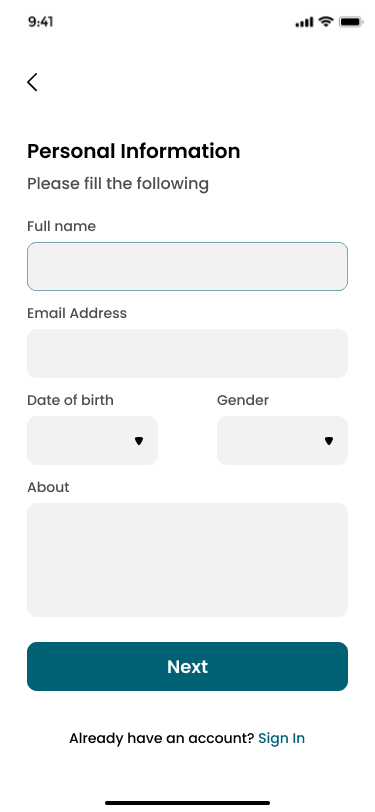 9:41
Personal Information
Please fill the following
Full name
Email Address
Date of birth
Gender
About
Next
Already have an account? Sign In